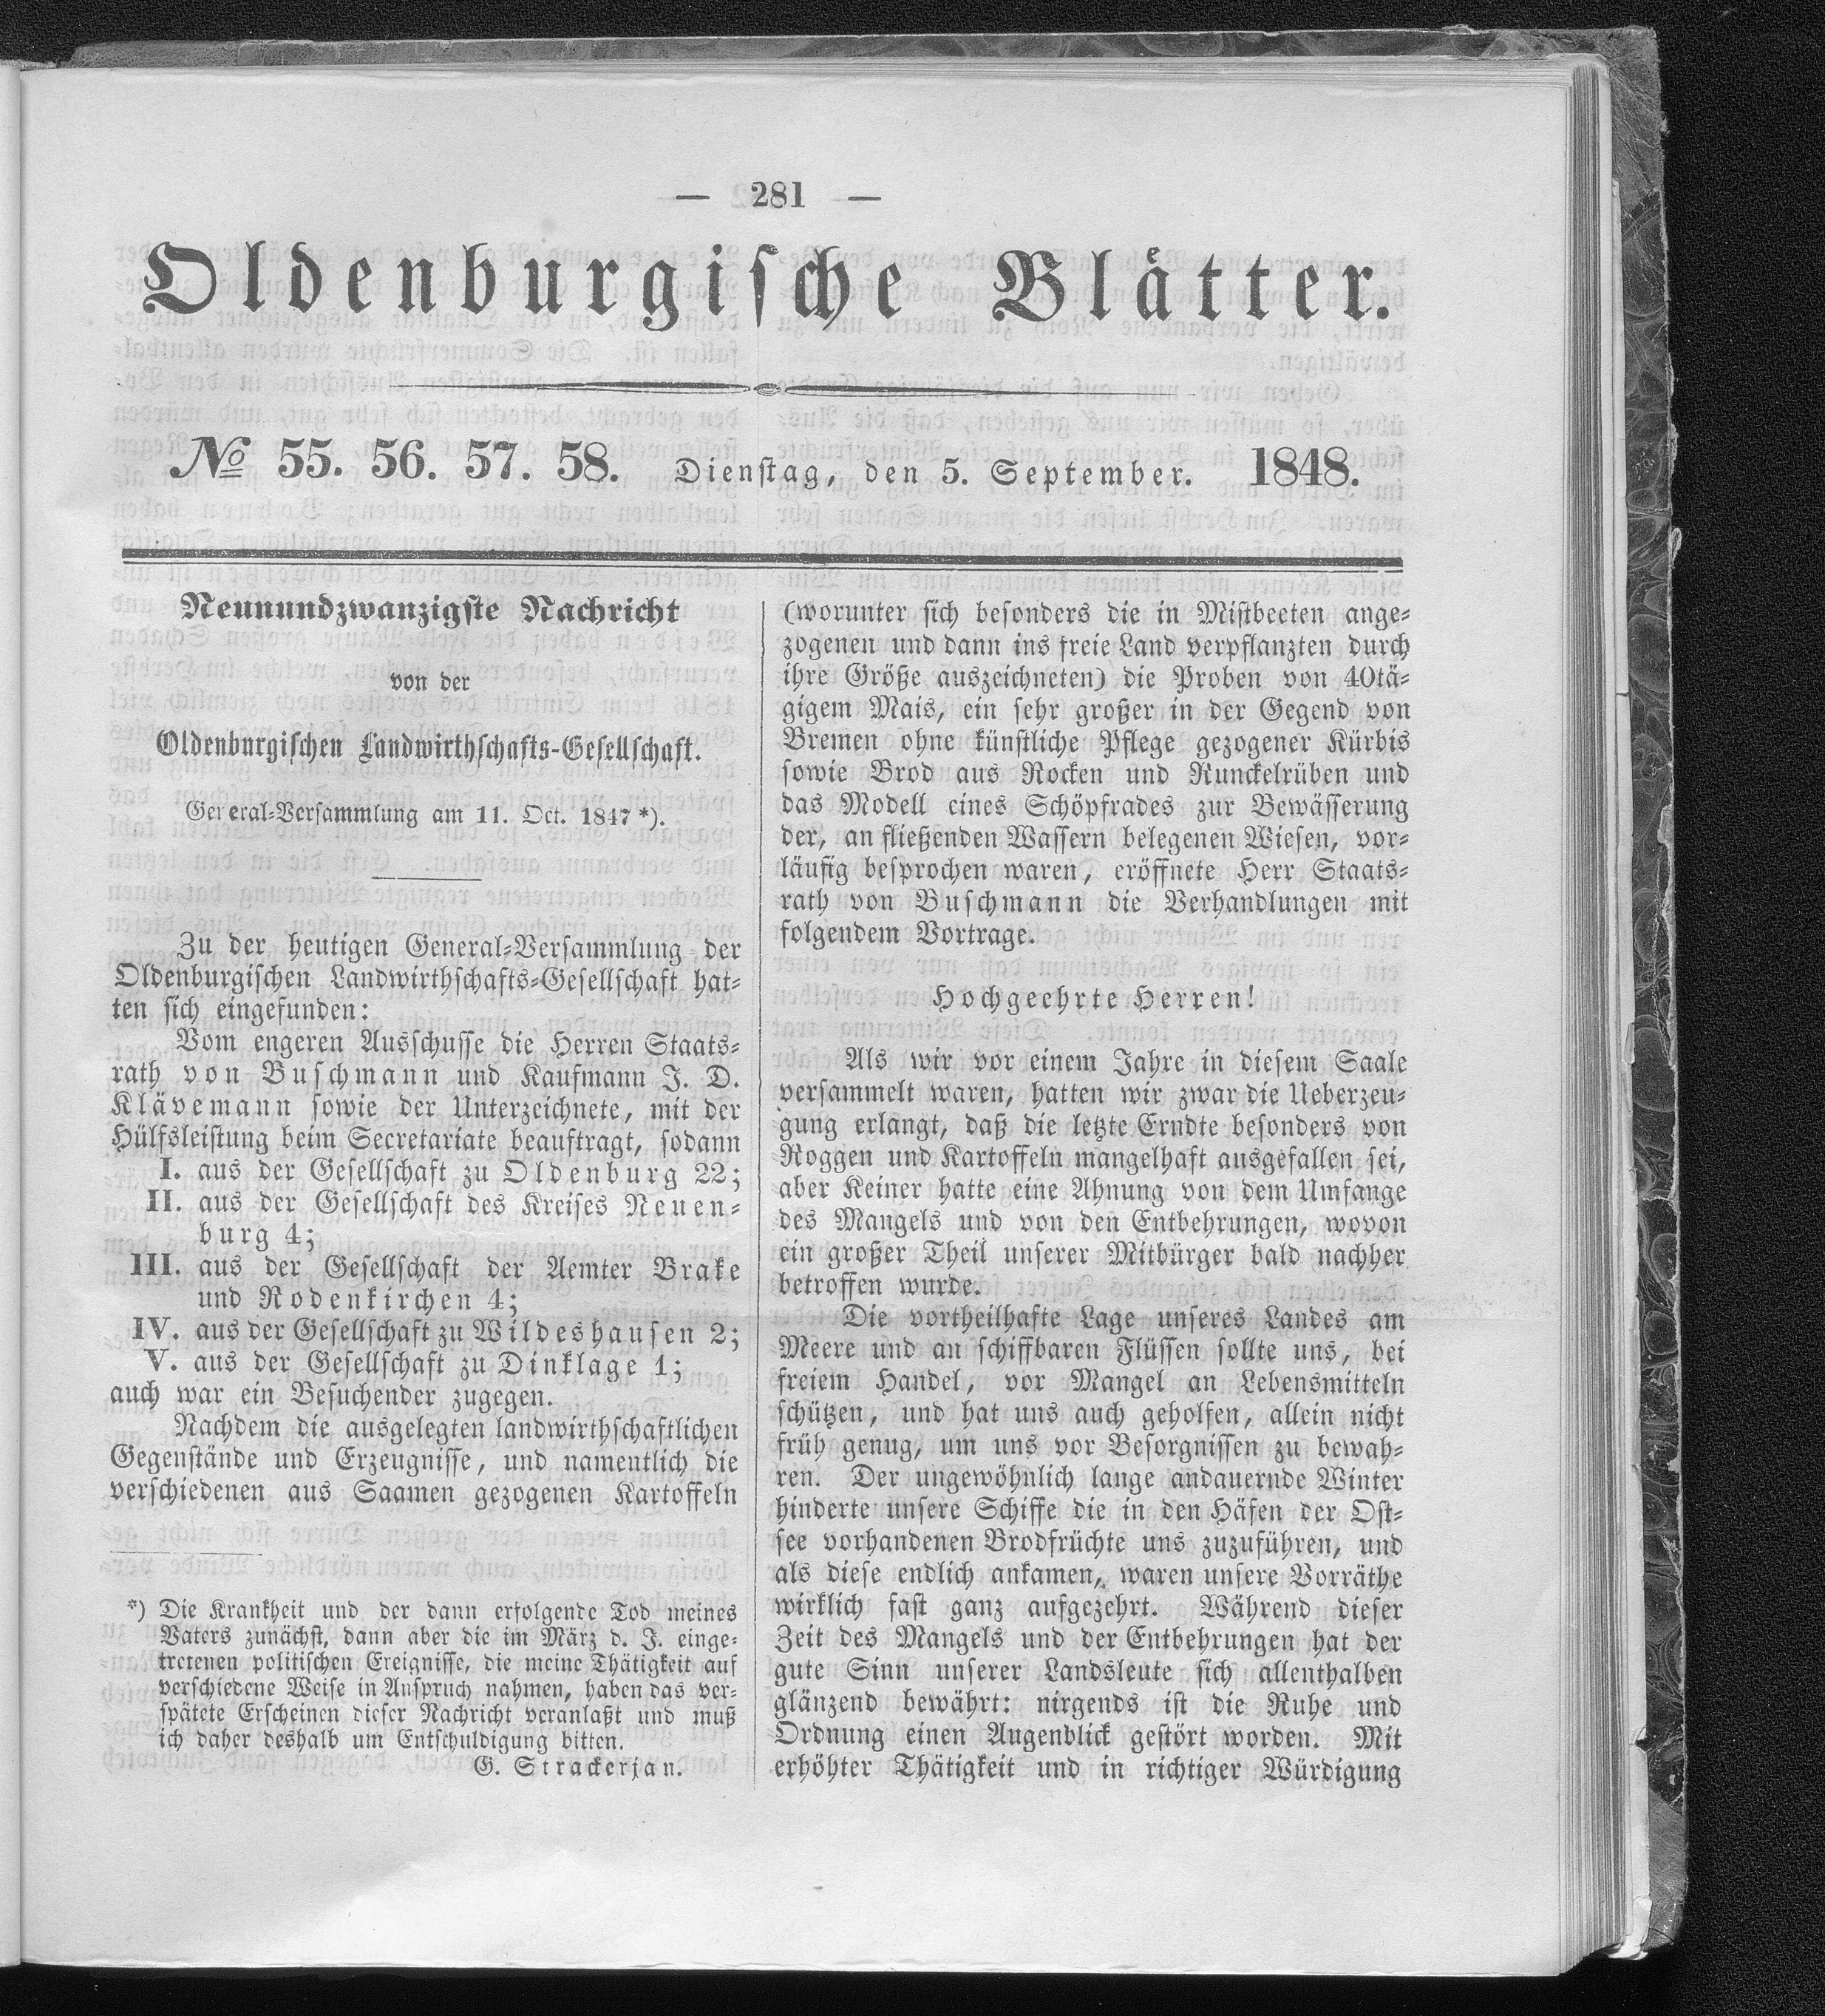 — 281 —
Oldenburgische Blätter.
№ 55. 56. 57. 58. Dienstag, den 5. September. 1848.
Neunundzwanzigste Nachricht
von der
Oldenburgischen Landwirthschafts-Gesellschaft.
General-Versammlung am 11. Oct. 1847 *).
Zu der heutigen General-Versammlung der
Oldenburgischen Landwirthschafts-Gesellschaft hat-
ten sich eingefunden:
Vom engeren Ausschusse die Herren Staats-
rath von Buschmann und Kaufmann J. D.
Klävemann sowie der Unterzeichnete, mit der
Hülfsleistung beim Secretariate beauftragt, sodann
I. aus der Gesellschaft zu Oldenburg 22;
II. aus der Gesellschaft des Kreises Neuen-
burg 4;
III. aus der Gesellschaft der Aemter Brake
und Rodenkirchen 4;
IV. aus der Gesellschaft zu Wildeshausen 2;
V. aus der Gesellschaft zu Dinklage 1;
auch war ein Besuchender zugegen.
Nachdem die ausgelegten landwirthschaftlichen
Gegenstände und Erzeugnisse, und namentlich die
verschiedenen aus Saamen gezogenen Kartoffeln
*) Die Krankheit und der dann erfolgende Tod meines
Vaters zunächst, dann aber die im März d. J. einge-
tretenen politischen Ereignisse, die meine Thätigkeit auf
verschiedene Weise in Anspruch nahmen, haben das ver-
spätete Erscheinen dieser Nachricht veranlaßt und muß
ich daher deshalb um Entschuldigung bitten.
G. Strackerjan.
(worunter sich besonders die in Mistbeeten ange-
zogenen und dann ins freie Land verpflanzten durch
ihre Größe auszeichneten) die Proben von 40tä-
gigem Mais, ein sehr großer in der Gegend von
Bremen ohne künstliche Pflege gezogener Kürbis
sowie Brod aus Rocken und Runckelrüben und
das Modell eines Schöpfrades zur Bewässerung
der, an fließenden Wassern belegenen Wiesen, vor-
läufig besprochen waren, eröffnete Herr Staats-
rath von Buschmann die Verhandlungen mit
folgendem Vortrage.
Hochgeehrte Herren!
Als wir vor einem Jahre in diesem Saale
versammelt waren, hatten wir zwar die Ueberzeu-
gung erlangt, daß die letzte Erndte besonders von
Roggen und Kartoffeln mangelhaft ausgefallen sei,
aber Keiner hatte eine Ahnung von dem Umfange
des Mangels und von den Entbehrungen, wovon
ein großer Theil unserer Mitbürger bald nachher
betroffen wurde.
Die vortheilhafte Lage unseres Landes am
Meere und an schiffbaren Flüssen sollte uns, bei
freiem Handel, vor Mangel an Lebensmitteln
schützen, und hat uns auch geholfen, allein nicht
früh genug, um uns vor Besorgnissen zu bewah-
ren. Der ungewöhnlich lange andauernde Winter
hinderte unsere Schiffe die in den Häfen der Ost-
see vorhandenen Brodfrüchte uns zuzuführen, und
als diese endlich ankamen, waren unsere Vorräthe
wirklich fast ganz aufgezehrt. Während dieser
Zeit des Mangels und der Entbehrungen hat der
gute Sinn unserer Landsleute sich allenthalben
glänzend bewährt: nirgends ist die Ruhe und
Ordnung einen Augenblick gestört worden. Mit
erhöhter Thätigkeit und in richtiger Würdigung